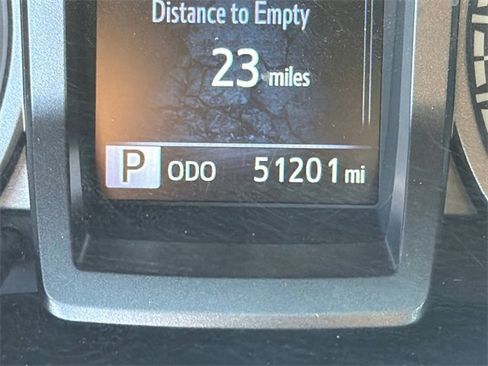 Distance to Empty
23 miles
P ODO 51201 mi